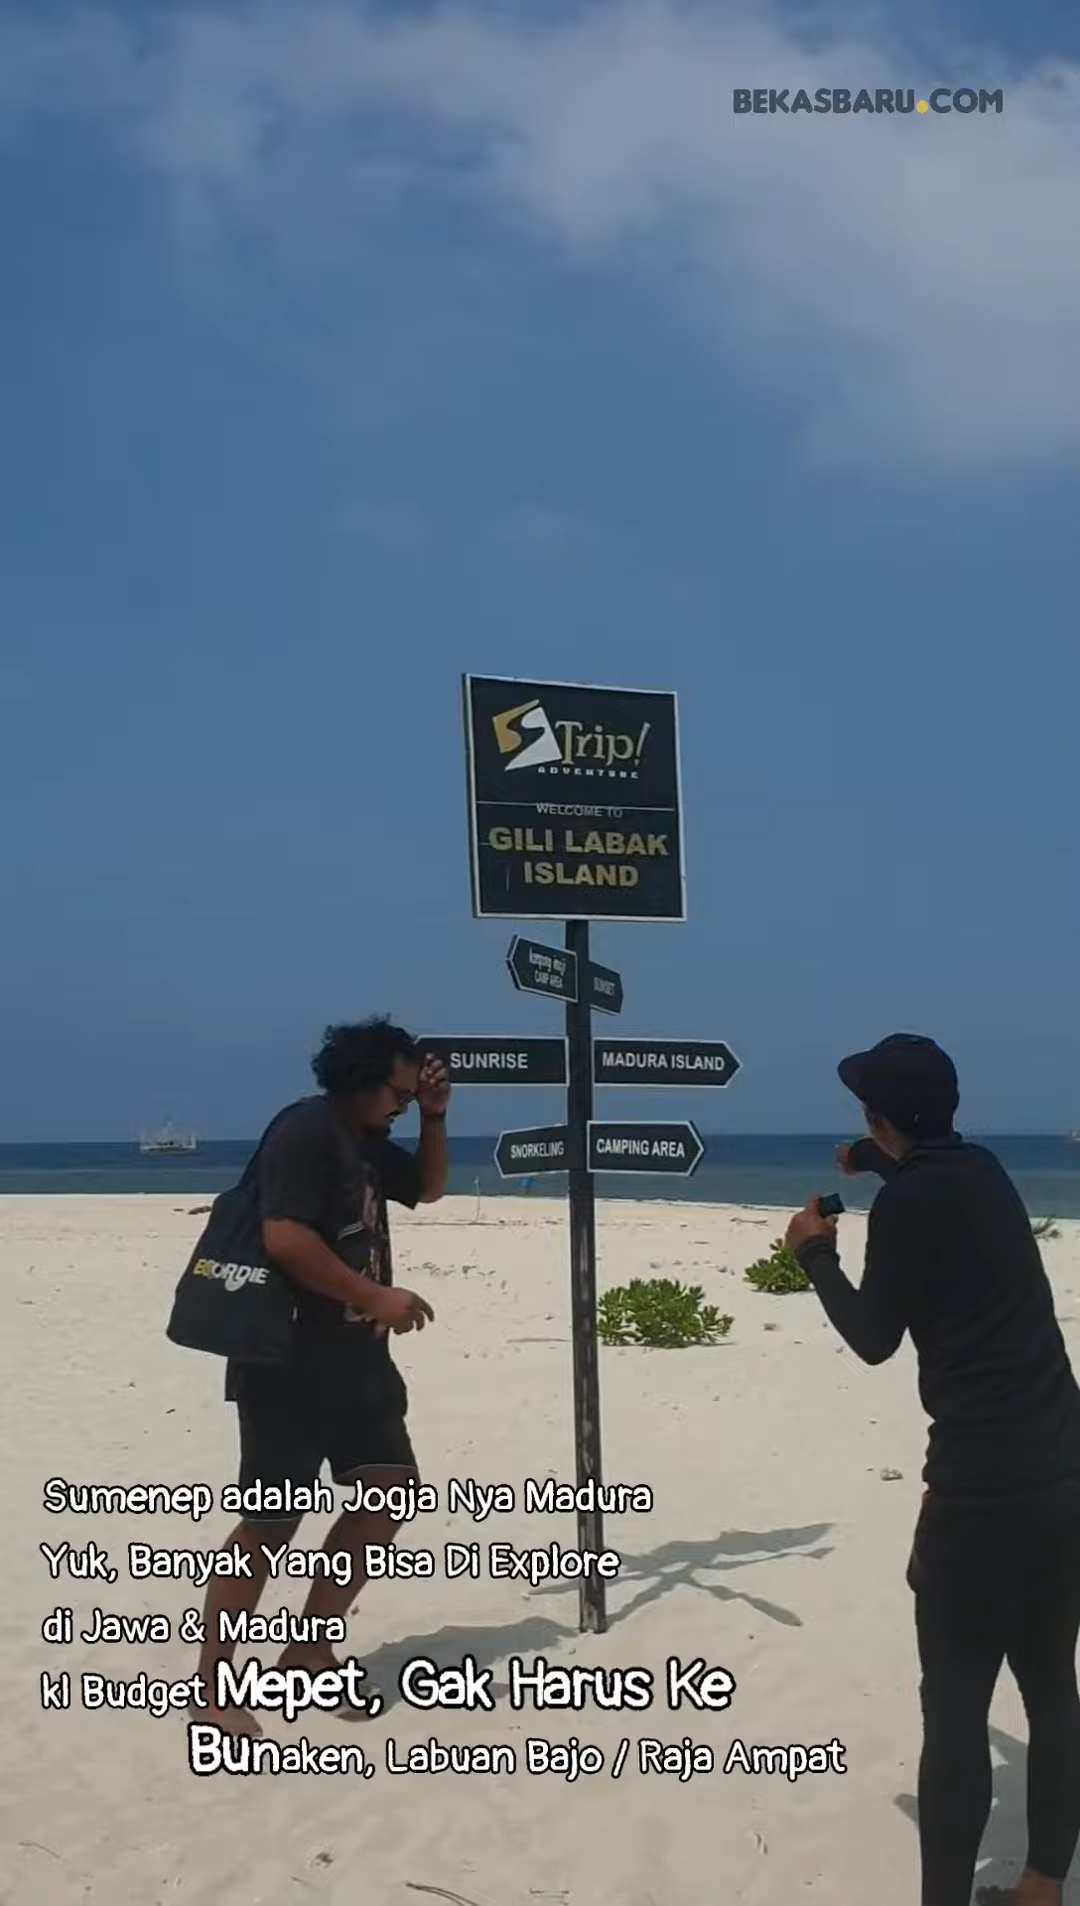 BEKASBARU.COM
Trip!
ADVENTURE
WELCOME TO
GILI LABAK
ISLAND
CAMP AREA
SUNSET
SUNRISE
MADURA ISLAND
SNORKELING
CAMPING AREA
ECORDIE
Sumenep adalah Jogja Nya Madura
Yuk, Banyak Yang Bisa Di Explore
di Jawa & Madura
kl Budget Mepet, Gak Harus Ke
Bunaken, Labuan Bajo / Raja Ampat